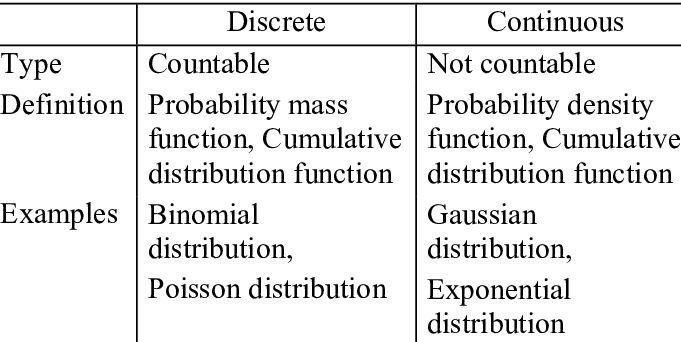 Discrete Continuous
Type Countable Not countable
Definition Probability mass Probability density
function, Cumulative function, Cumulative
distribution function distribution function
Examples Binomial Gaussian
distribution, distribution,
Poisson distribution Exponential
distribution